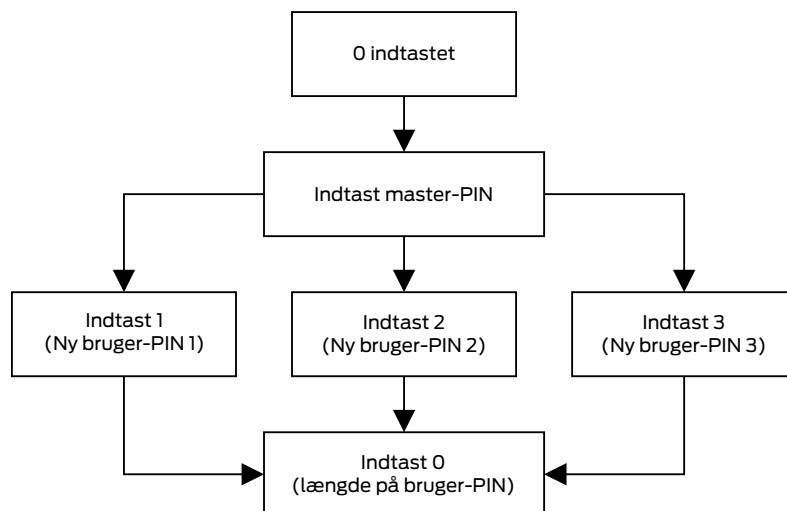 0 indtastet
Indtast master-PIN
Indtast 1
(Ny bruger-PIN 1)
Indtast 2
(Ny bruger-PIN 2)
Indtast 3
(Ny bruger-PIN 3)
Indtast 0
(længde på bruger-PIN)